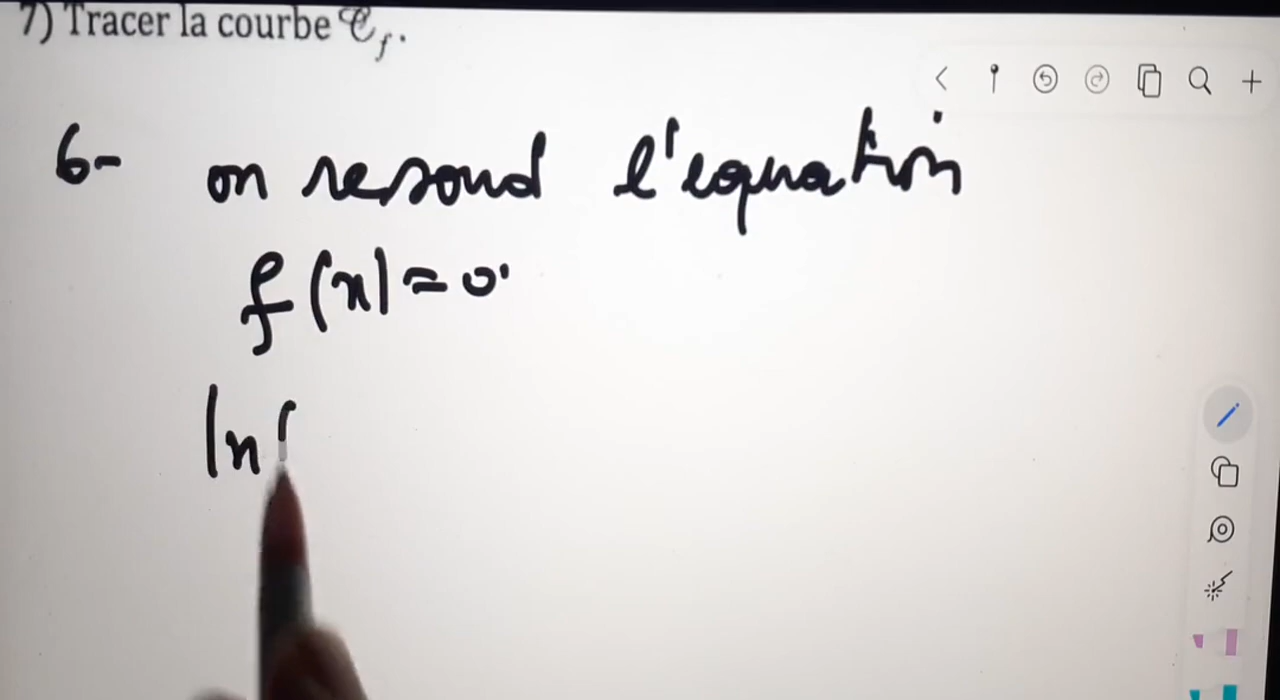 7) Tracer la courbe 𝒞f.
6- on resoud l'equation
f(x) = 0
ln(